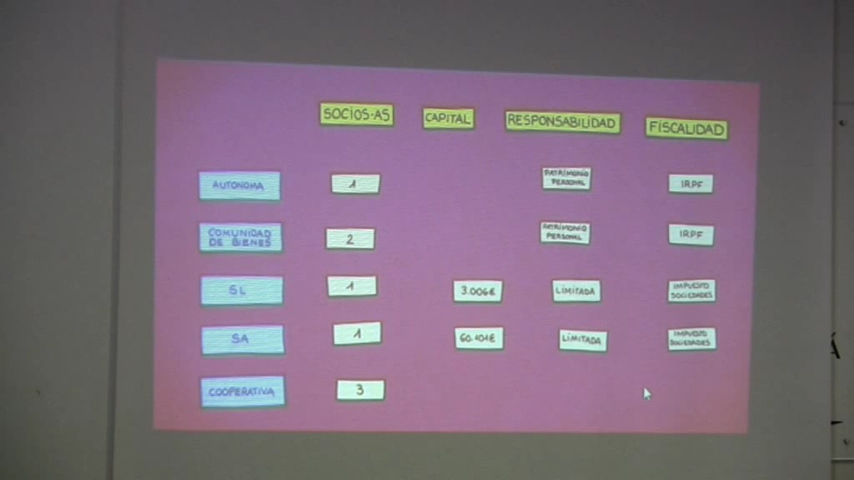 SOCIOS·AS
CAPITAL
RESPONSABILIDAD
FISCALIDAD
AUTONOMA
1
PATRIMONIO
PERSONAL
IRPF
COMUNIDAD
DE BIENES
2
PATRIMONIO
PERSONAL
IRPF
SL
1
3.006€
LIMITADA
IMPUESTO
SOCIEDADES
SA
1
60.101€
LIMITADA
IMPUESTO
SOCIEDADES
COOPERATIVA
3